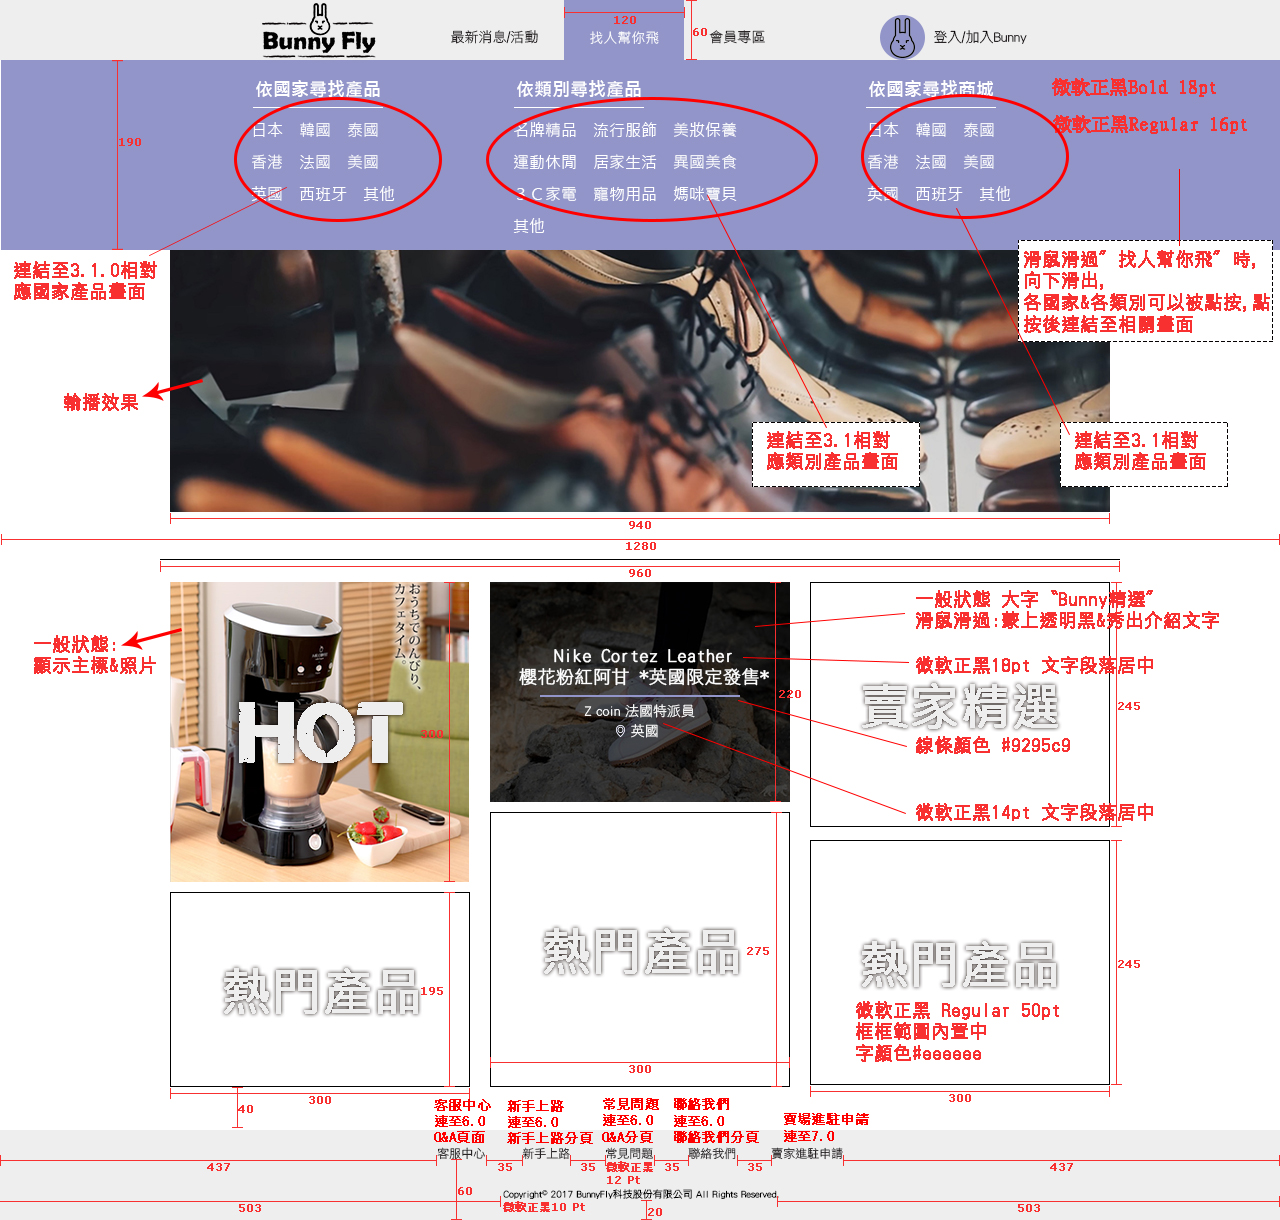 Bunny Fly
最新消息/活動
找人幫你飛
會員專區
登入/加入Bunny
120
60
依國家尋找產品
依類別尋找產品
依國家尋找商城
微軟正黑Bold 18pt
日本 韓國 泰國
名牌精品 流行服飾 美妝保養
日本 韓國 泰國
微軟正黑Regular 16pt
190
香港 法國 美國
運動休閒 居家生活 異國美食
香港 法國 美國
英國 西班牙 其他
３Ｃ家電 寵物用品 媽咪寶貝
英國 西班牙 其他
其他
連結至3.1.0相對
應國家產品畫面
滑鼠滑過"找人幫你飛"時,
向下滑出,
各國家&各類別可以被點按,點
按後連結至相關畫面
輪播效果
連結至3.1相對
應類別產品畫面
連結至3.1相對
應類別產品畫面
940
1280
960
おうちでのんびり、
カフェタイム。
一般狀態:
顯示主標&照片
HOT
300
Nike Cortez Leather
櫻花粉紅阿甘 *英國限定發售*
Z coin 法國特派員
英國
220
一般狀態 大字〝Bunny精選〞
滑鼠滑過:蒙上透明黑&秀出介紹文字
微軟正黑18pt 文字段落居中
賣家精選
245
線條顏色 #9295c9
微軟正黑14pt 文字段落居中
熱門產品
195
熱門產品
275
熱門產品
245
微軟正黑 Regular 50pt
框框範圍內置中
字顏色#eeeeee
300
300
300
40
客服中心
連至6.0
Q&A頁面
新手上路
連至6.0
新手上路分頁
常見問題
連至6.0
Q&A分頁
聯絡我們
連至6.0
聯絡我們分頁
賣場進駐申請
連至7.0
客服中心
新手上路
常見問題
聯絡我們
賣家進駐申請
437
35
35
35
35
437
微軟正黑
12 Pt
60
Copyright© 2017 BunnyFly科技股份有限公司 All Rights Reserved.
503
微軟正黑10 Pt
20
503